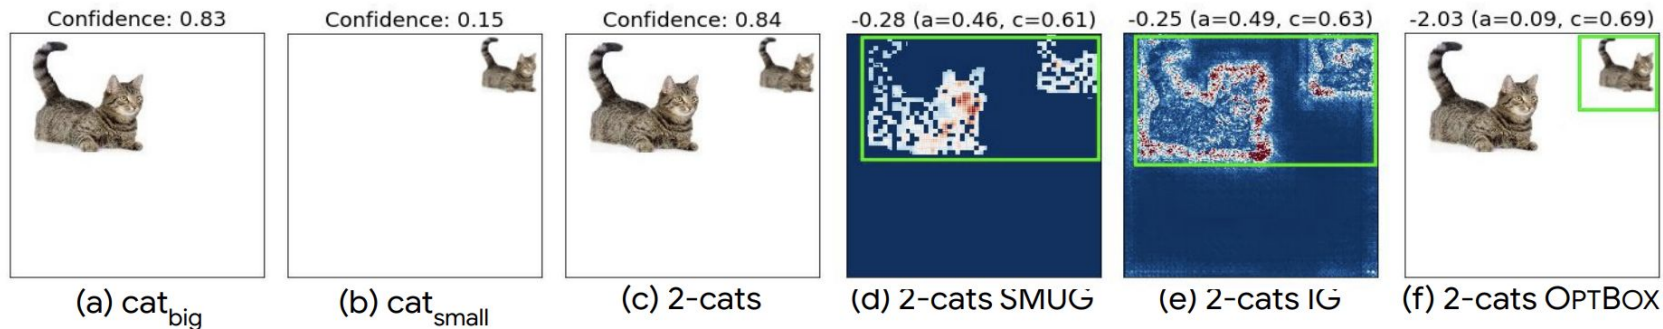 Confidence: 0.83
Confidence: 0.15
Confidence: 0.84
-0.28 (a=0.46, c=0.61)
-0.25 (a=0.49, c=0.63)
-2.03 (a=0.09, c=0.69)
(a) catbig
(b) catsmall
(c) 2-cats
(d) 2-cats SMUG
(e) 2-cats IG
(f) 2-cats OPTBOX